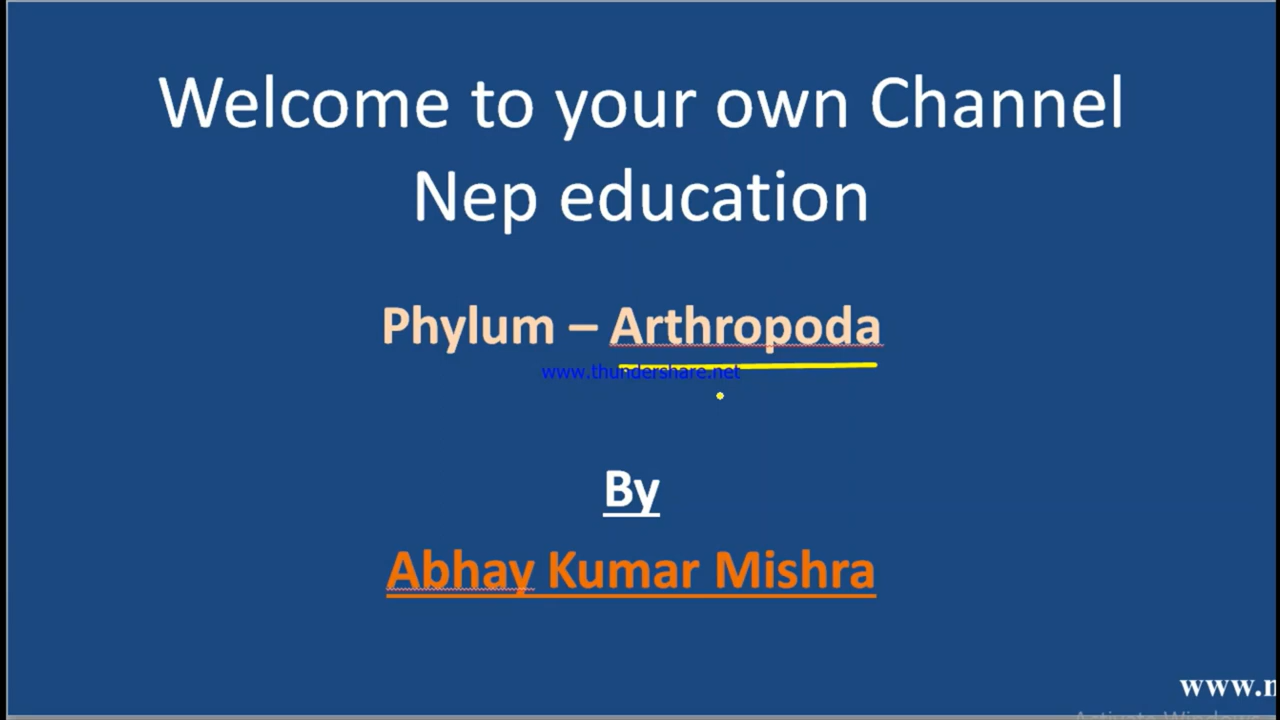 Welcome to your own Channel
Nep education
Phylum – Arthropoda
www.thundershare.net
By
Abhay Kumar Mishra